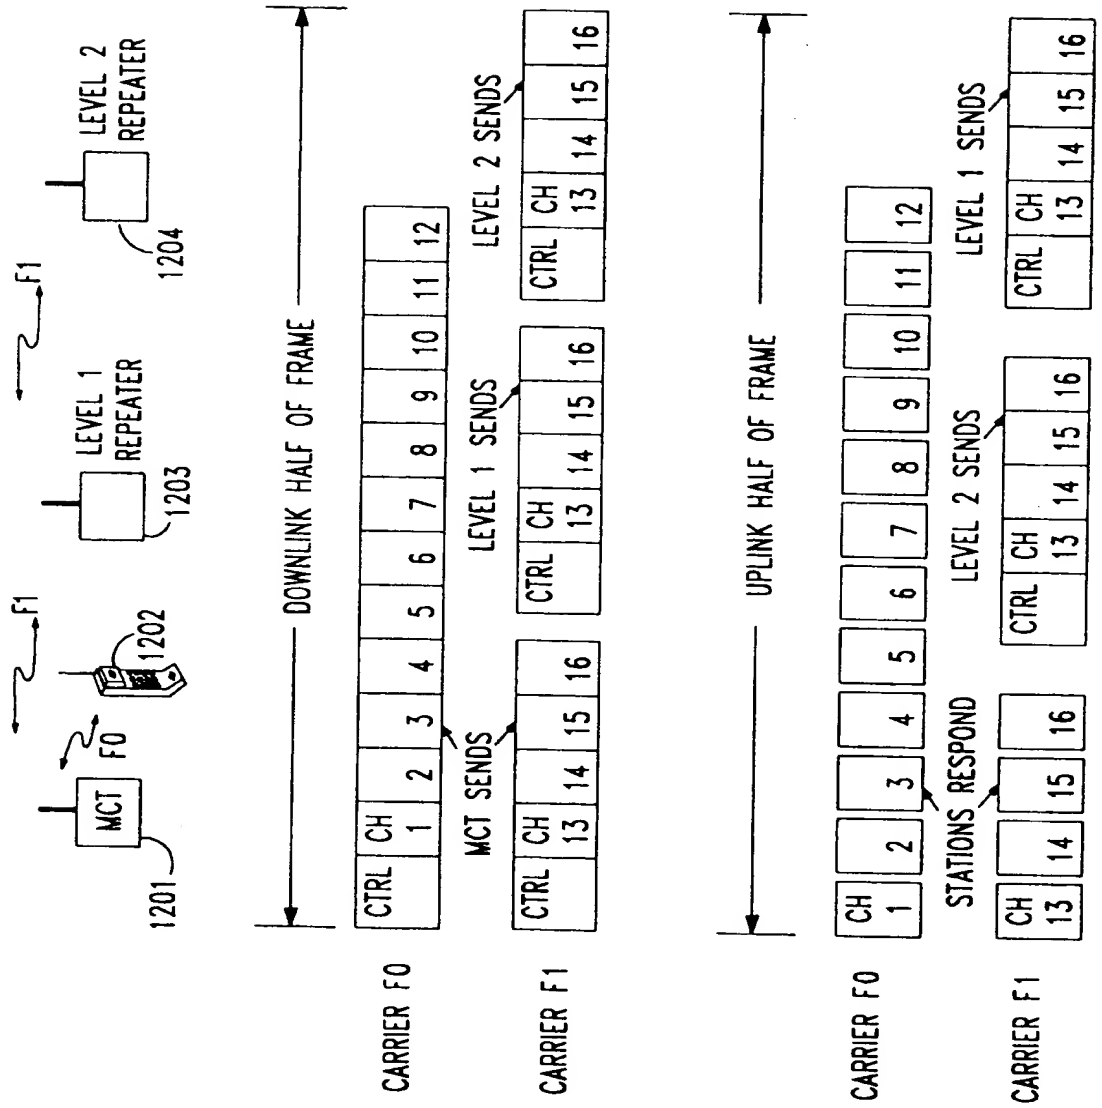 F1 F1
LEVEL 1
REPEATER
LEVEL 2
REPEATER
MCT
F0
1201
1202
1203
1204
DOWNLINK HALF OF FRAME
CARRIER F0
CTRL CH 1 2 3 4 5 6 7 8 9 10 11 12
MCT SENDS LEVEL 1 SENDS LEVEL 2 SENDS
CARRIER F1
CTRL CH 13 14 15 16 CTRL CH 13 14 15 16 CTRL CH 13 14 15 16
UPLINK HALF OF FRAME
CARRIER F0
CH 1 2 3 4 5 6 7 8 9 10 11 12
STATIONS RESPOND LEVEL 2 SENDS LEVEL 1 SENDS
CARRIER F1
CH 13 14 15 16 CTRL CH 13 14 15 16 CTRL CH 13 14 15 16